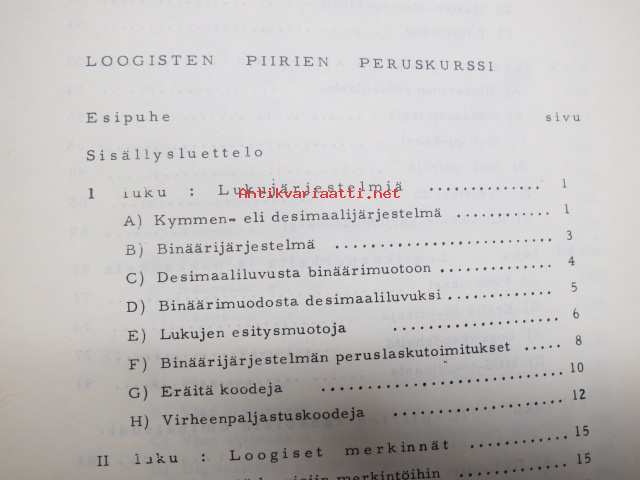 LOOGISTEN PIIRIEN PERUSKURSSI
Esipuhe sivu
Sisällysluettelo
I luku : Lukujärjestelmiä .............. 1
Antikvariaatti.net
A) Kymmen- eli desimaalijärjestelmä ............ 1
B) Binäärijärjestelmä ........................... 3
C) Desimaaliluvusta binäärimuotoon ............. 4
D) Binäärimuodosta desimaaliluvuksi ............ 5
E) Lukujen esitysmuotoja .................... 6
F) Binäärijärjestelmän peruslaskutoimitukset ..... 8
G) Eräitä koodeja .............................. 10
H) Virheenpaljastuskoodeja ..................... 12
II luku : Loogiset merkinnät ............ 15
merkintöihin ............ 15